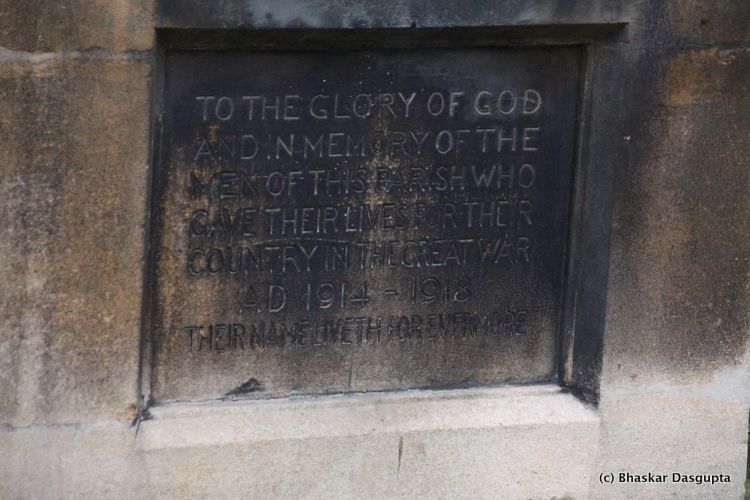 TO THE GLORY OF GOD
AND IN MEMORY OF THE
MEN OF THIS PARISH WHO
GAVE THEIR LIVES FOR THEIR
COUNTRY IN THE GREAT WAR
A.D 1914 - 1918
THEIR NAME LIVETH FOR EVERMORE
(c) Bhaskar Dasgupta